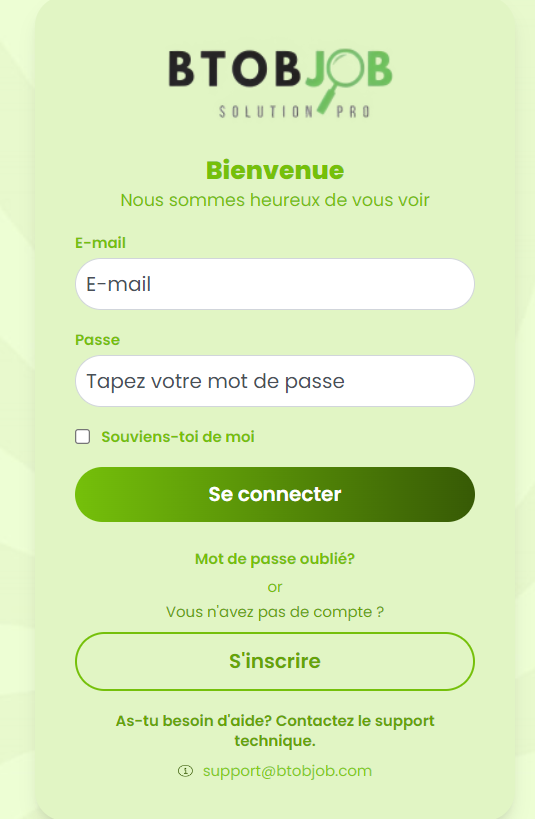 BTOBJOB
SOLUTION PRO
Bienvenue
Nous sommes heureux de vous voir
E-mail
E-mail
Passe
Tapez votre mot de passe
Souviens-toi de moi
Se connecter
Mot de passe oublié?
or
Vous n'avez pas de compte ?
S'inscrire
As-tu besoin d'aide? Contactez le support
technique.
support@btobjob.com